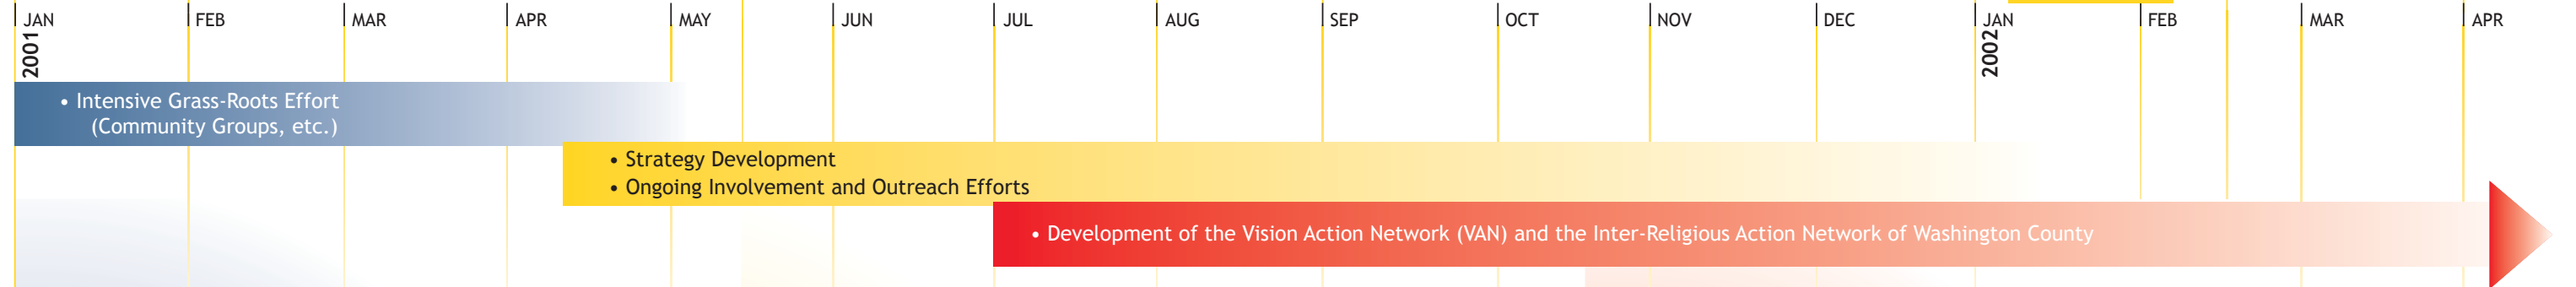 JAN FEB MAR APR MAY JUN JUL AUG SEP OCT NOV DEC JAN FEB MAR APR
2001 2002
• Intensive Grass-Roots Effort
(Community Groups, etc.)
• Strategy Development
• Ongoing Involvement and Outreach Efforts
• Development of the Vision Action Network (VAN) and the Inter-Religious Action Network of Washington County